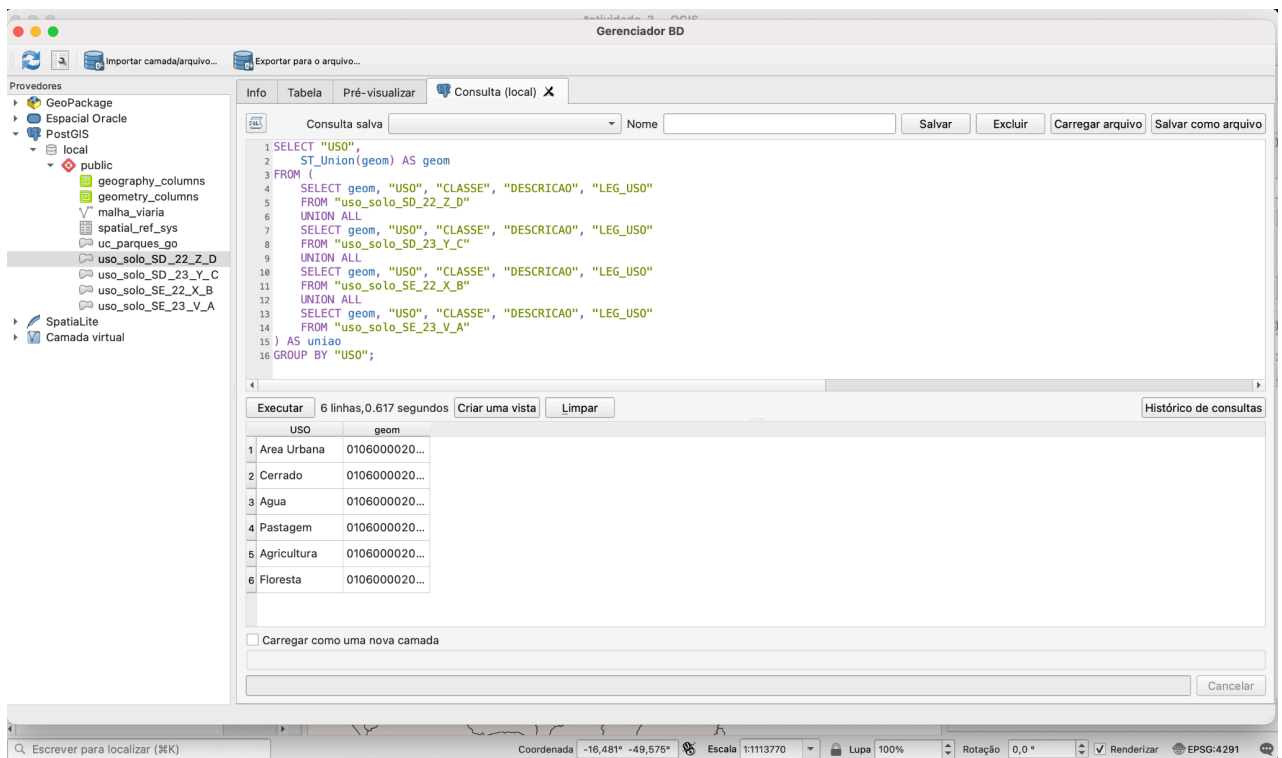 Gerenciador BD
Importar camada/arquivo... Exportar para o arquivo...
Provedores
GeoPackage
Espacial Oracle
PostGIS
local
public
geography_columns
geometry_columns
malha_viaria
spatial_ref_sys
uc_parques_go
uso_solo_SD_22_Z_D
uso_solo_SD_23_Y_C
uso_solo_SE_22_X_B
uso_solo_SE_23_V_A
SpatiaLite
Camada virtual
Info Tabela Pré-visualizar Consulta (local)
Consulta salva Nome Salvar Excluir Carregar arquivo Salvar como arquivo
1 SELECT "USO",
2 ST_Union(geom) AS geom
3 FROM (
4 SELECT geom, "USO", "CLASSE", "DESCRICAO", "LEG_USO"
5 FROM "uso_solo_SD_22_Z_D"
6 UNION ALL
7 SELECT geom, "USO", "CLASSE", "DESCRICAO", "LEG_USO"
8 FROM "uso_solo_SD_23_Y_C"
9 UNION ALL
10 SELECT geom, "USO", "CLASSE", "DESCRICAO", "LEG_USO"
11 FROM "uso_solo_SE_22_X_B"
12 UNION ALL
13 SELECT geom, "USO", "CLASSE", "DESCRICAO", "LEG_USO"
14 FROM "uso_solo_SE_23_V_A"
15 ) AS uniao
16 GROUP BY "USO";
Executar 6 linhas,0.617 segundos Criar uma vista Limpar Histórico de consultas
USO geom
1 Area Urbana 0106000020...
2 Cerrado 0106000020...
3 Agua 0106000020...
4 Pastagem 0106000020...
5 Agricultura 0106000020...
6 Floresta 0106000020...
Carregar como uma nova camada
Cancelar
Escrever para localizar (⌘K) Coordenada -16,481° -49,575° Escala 1:1113770 Lupa 100% Rotação 0,0 ° Renderizar EPSG:4291